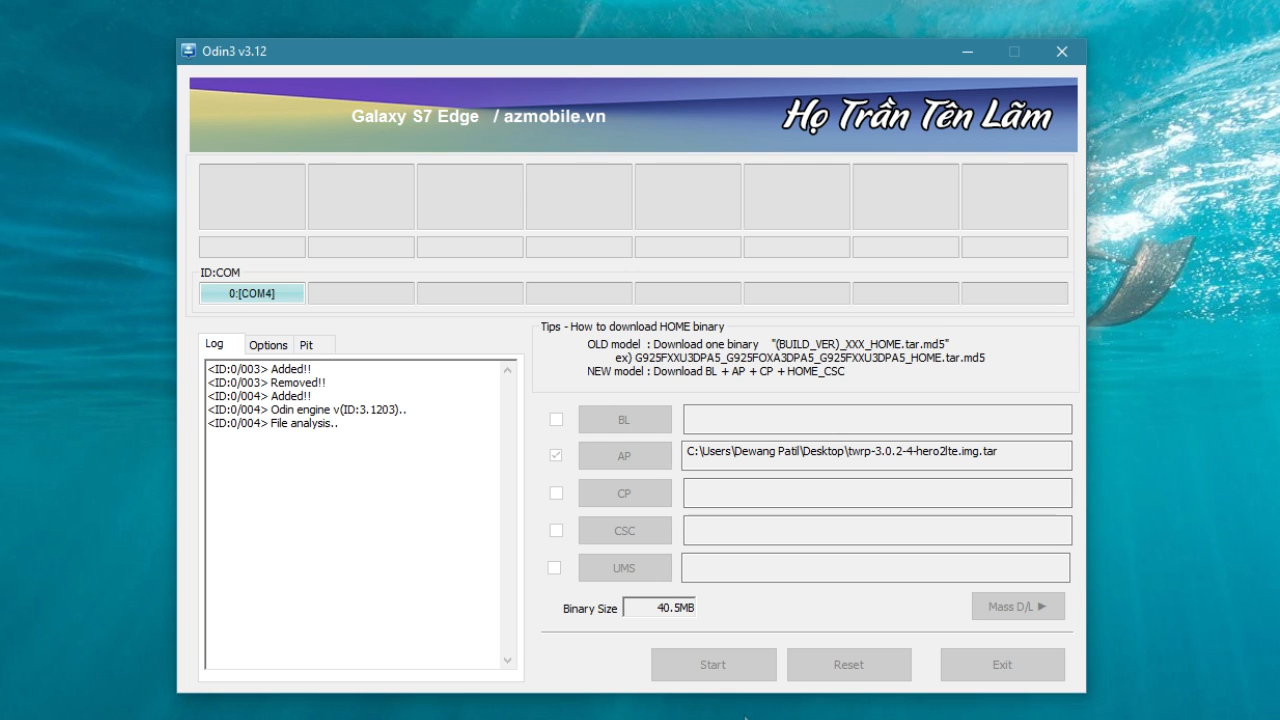 Odin3 v3.12
Galaxy S7 Edge / azmobile.vn
Họ Trần Tên Lãm
ID:COM
0:[COM4]
Log
Options
Pit
<ID:0/003> Added!!
<ID:0/003> Removed!!
<ID:0/004> Added!!
<ID:0/004> Odin engine v(ID:3.1203)..
<ID:0/004> File analysis..
Tips - How to download HOME binary
OLD model : Download one binary "(BUILD_VER)_XXX_HOME.tar.md5"
ex) G925FXXU3DPA5_G925FOXA3DPA5_G925FXXU3DPA5_HOME.tar.md5
NEW model : Download BL + AP + CP + HOME_CSC
BL
AP
C:\Users\Dewang Patil\Desktop\twrp-3.0.2-4-hero2lte.img.tar
CP
CSC
UMS
Binary Size
40.5MB
Mass D/L ▶
Start
Reset
Exit